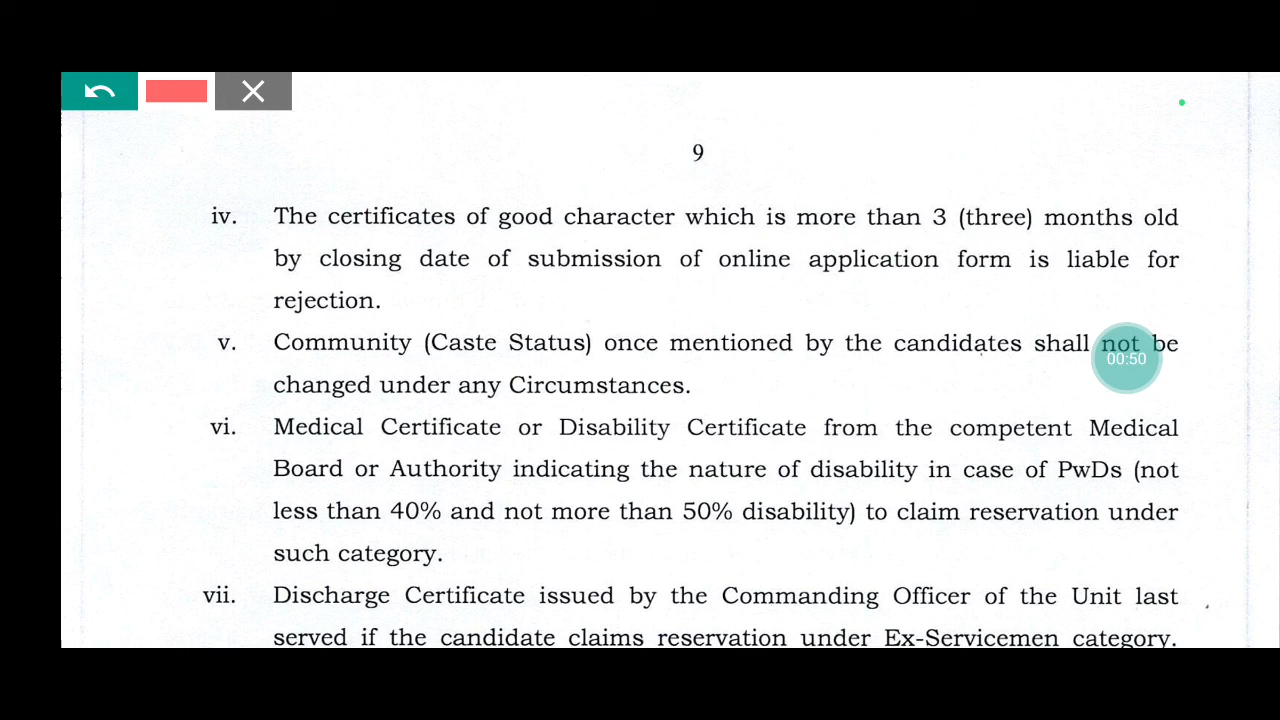 9
iv. The certificates of good character which is more than 3 (three) months old
by closing date of submission of online application form is liable for
rejection.
v. Community (Caste Status) once mentioned by the candidates shall not be
00:50
changed under any Circumstances.
vi. Medical Certificate or Disability Certificate from the competent Medical
Board or Authority indicating the nature of disability in case of PwDs (not
less than 40% and not more than 50% disability) to claim reservation under
such category.
vii. Discharge Certificate issued by the Commanding Officer of the Unit last
served if the candidate claims reservation under Ex-Servicemen category.